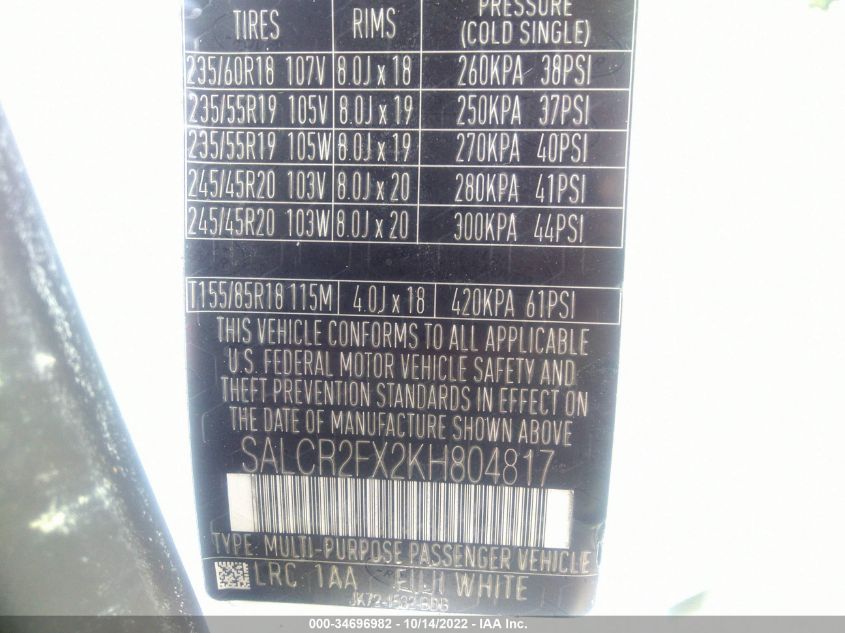 PRESSURE
TIRES RIMS (COLD SINGLE)
235/60R18 107V 8.0J x 18 260KPA 38PSI
235/55R19 105V 8.0J x 19 250KPA 37PSI
235/55R19 105W 8.0J x 19 270KPA 40PSI
245/45R20 103V 8.0J x 20 280KPA 41PSI
245/45R20 103W 8.0J x 20 300KPA 44PSI
T155/85R18 115M 4.0J x 18 420KPA 61PSI
THIS VEHICLE CONFORMS TO ALL APPLICABLE
U.S. FEDERAL MOTOR VEHICLE SAFETY AND
THEFT PREVENTION STANDARDS IN EFFECT ON
THE DATE OF MANUFACTURE SHOWN ABOVE
SALCR2FX2KH804817
TYPE: MULTI-PURPOSE PASSENGER VEHICLE
LRC 1AA WHITE
000-34696982 - 10/14/2022 - IAA Inc.